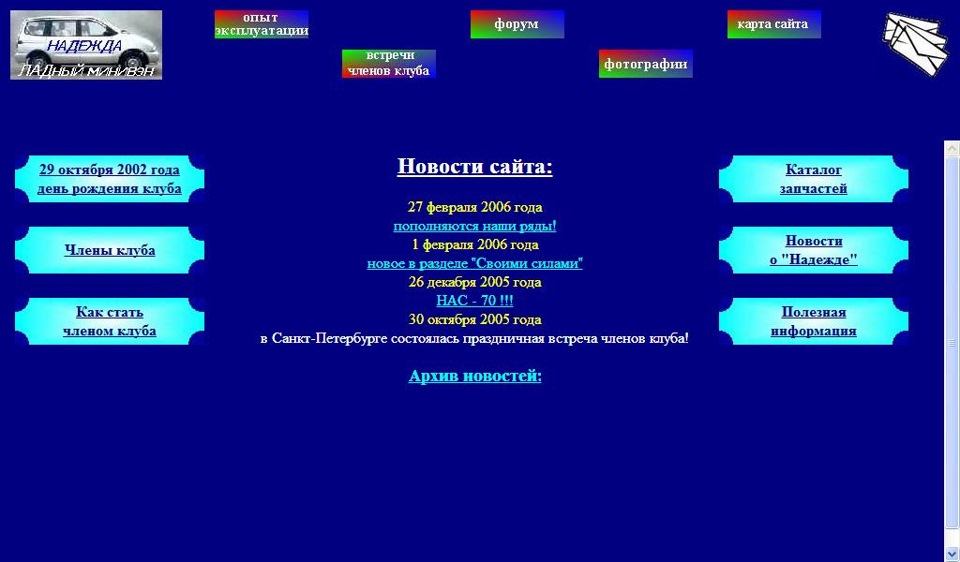 НАДЕЖДА
ЛАДный минивэн
опыт
эксплуатации
форум
карта сайта
встречи
членов клуба
фотографии
29 октября 2002 года
день рождения клуба
Члены клуба
Как стать
членом клуба
Новости сайта:
27 февраля 2006 года
пополняются наши ряды!
1 февраля 2006 года
новое в разделе "Своими силами"
26 декабря 2005 года
НАС - 70 !!!
30 октября 2005 года
в Санкт-Петербурге состоялась праздничная встреча членов клуба!
Архив новостей:
Каталог
запчастей
Новости
о "Надежде"
Полезная
информация